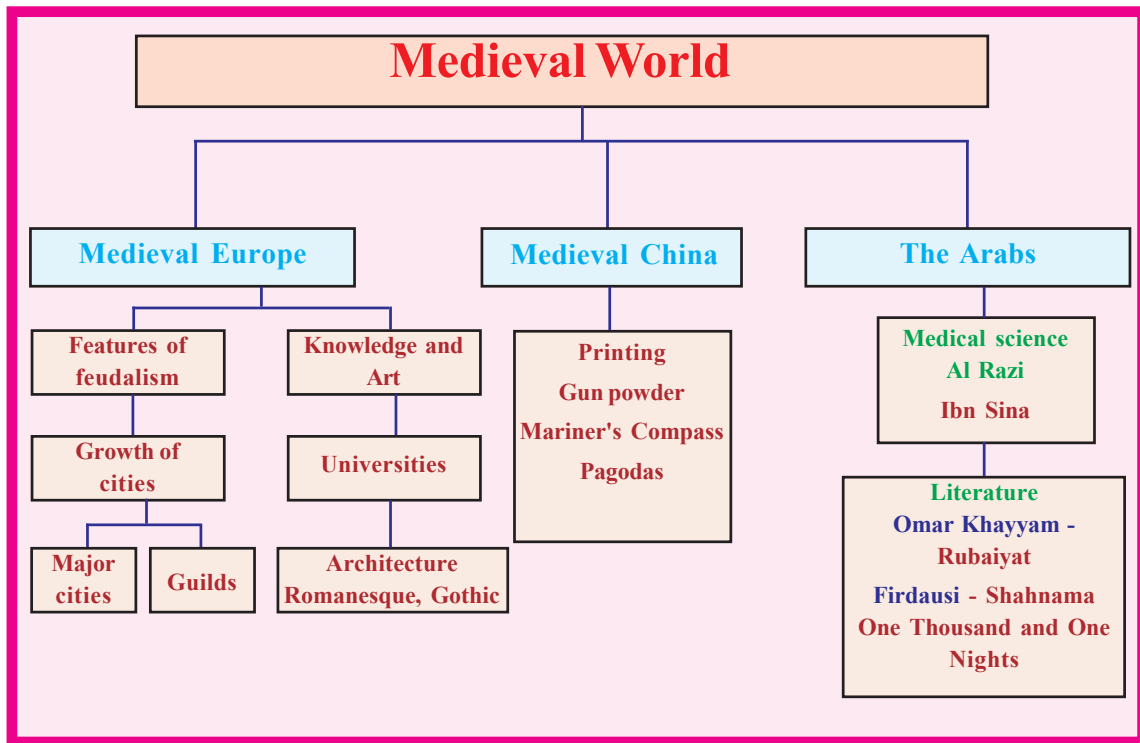 Medieval World
Medieval Europe
Features of
feudalism
Growth of
cities
Major
cities
Guilds
Knowledge and
Art
Universities
Architecture
Romanesque, Gothic
Medieval China
Printing
Gun powder
Mariner's Compass
Pagodas
The Arabs
Medical science
Al Razi
Ibn Sina
Literature
Omar Khayyam -
Rubaiyat
Firdausi - Shahnama
One Thousand and One
Nights